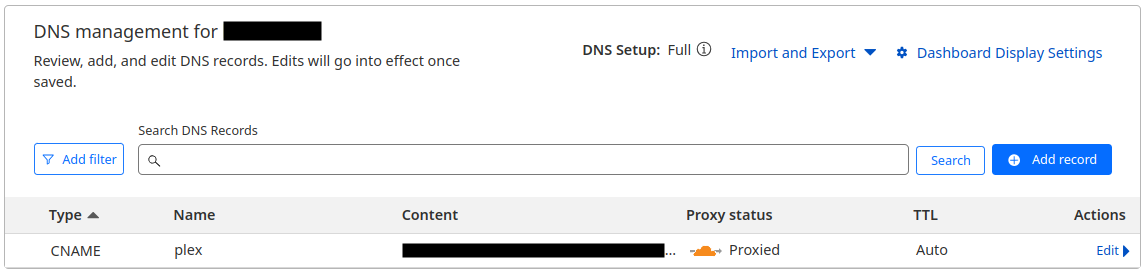 DNS management for
Review, add, and edit DNS records. Edits will go into effect once
saved.
DNS Setup: Full
Import and Export
Dashboard Display Settings
Search DNS Records
Add filter
Search
Add record
Type Name Content Proxy status TTL Actions
CNAME plex ... Proxied Auto Edit